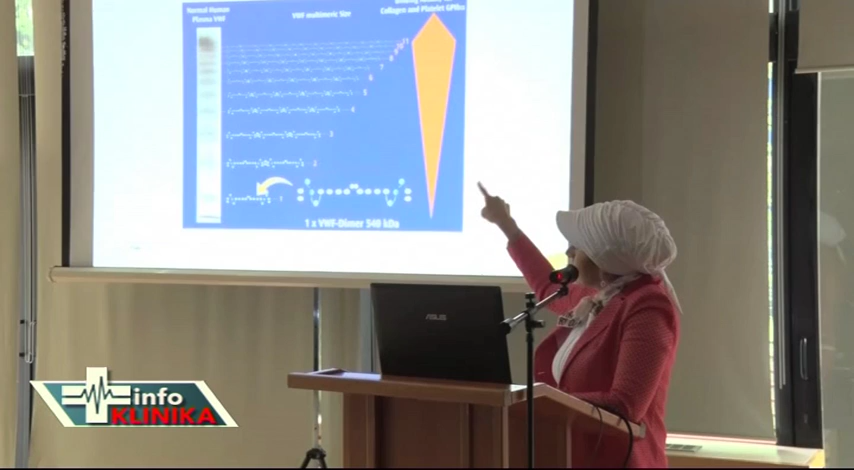 Normal Human
Plasma VWF
VWF multimeric Size
Collagen and Platelet GPIbα
8
7
6
5
4
3
2
1
1 x VWF-Dimer 540 kDa
ASUS
info
KLINIKA